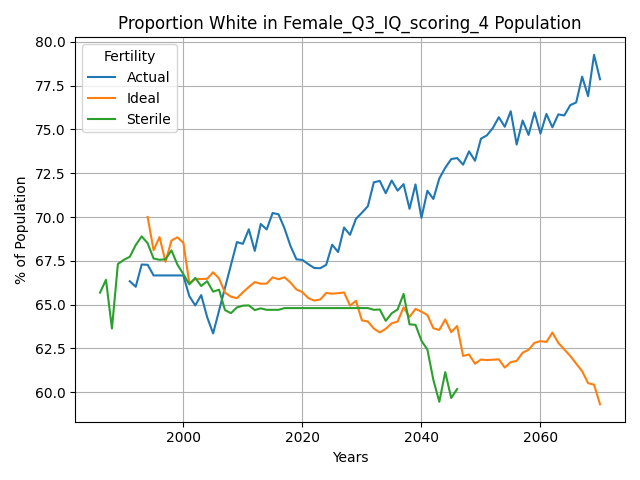 Proportion White in Female_Q3_IQ_scoring_4 Population
80.0
77.5
75.0
72.5
70.0
67.5
65.0
62.5
60.0
% of Population
Fertility
Actual
Ideal
Sterile
2000
2020
2040
2060
Years